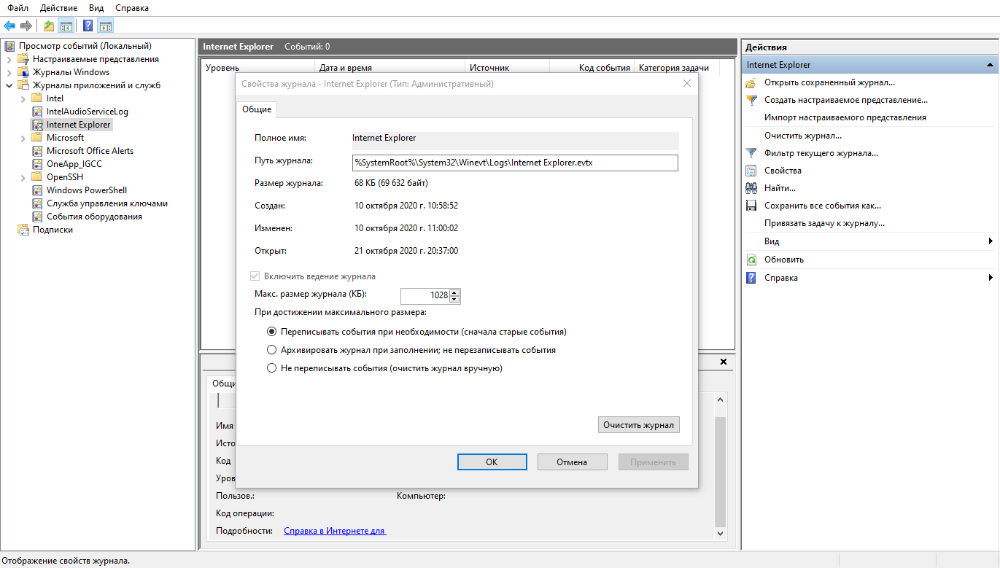 Файл Действие Вид Справка
Просмотр событий (Локальный)
Настраиваемые представления
Журналы Windows
Журналы приложений и служб
Intel
IntelAudioServiceLog
Internet Explorer
Microsoft
Microsoft Office Alerts
OneApp_IGCC
OpenSSH
Windows PowerShell
Служба управления ключами
События оборудования
Подписки
Internet Explorer Событий: 0
Уровень Дата и время Источник Код события Категория задачи
Свойства журнала - Internet Explorer (Тип: Административный)
Общие
Полное имя: Internet Explorer
Путь журнала: %SystemRoot%\System32\Winevt\Logs\Internet Explorer.evtx
Размер журнала: 68 КБ (69 632 байт)
Создан: 10 октября 2020 г. 10:58:52
Изменен: 10 октября 2020 г. 11:00:02
Открыт: 21 октября 2020 г. 20:37:00
Включить ведение журнала
Макс. размер журнала (КБ): 1028
При достижении максимального размера:
Переписывать события при необходимости (сначала старые события)
Архивировать журнал при заполнении; не перезаписывать события
Не переписывать события (очистить журнал вручную)
Очистить журнал
ОК Отмена Применить
Общи
Имя
Исто
Код
Уров
Пользов.: Компьютер:
Код операции:
Подробности: Справка в Интернете для
Действия
Internet Explorer
Открыть сохраненный журнал...
Создать настраиваемое представление...
Импорт настраиваемого представления
Очистить журнал...
Фильтр текущего журнала...
Свойства
Найти...
Сохранить все события как...
Привязать задачу к журналу...
Вид
Обновить
Справка
Отображение свойств журнала.